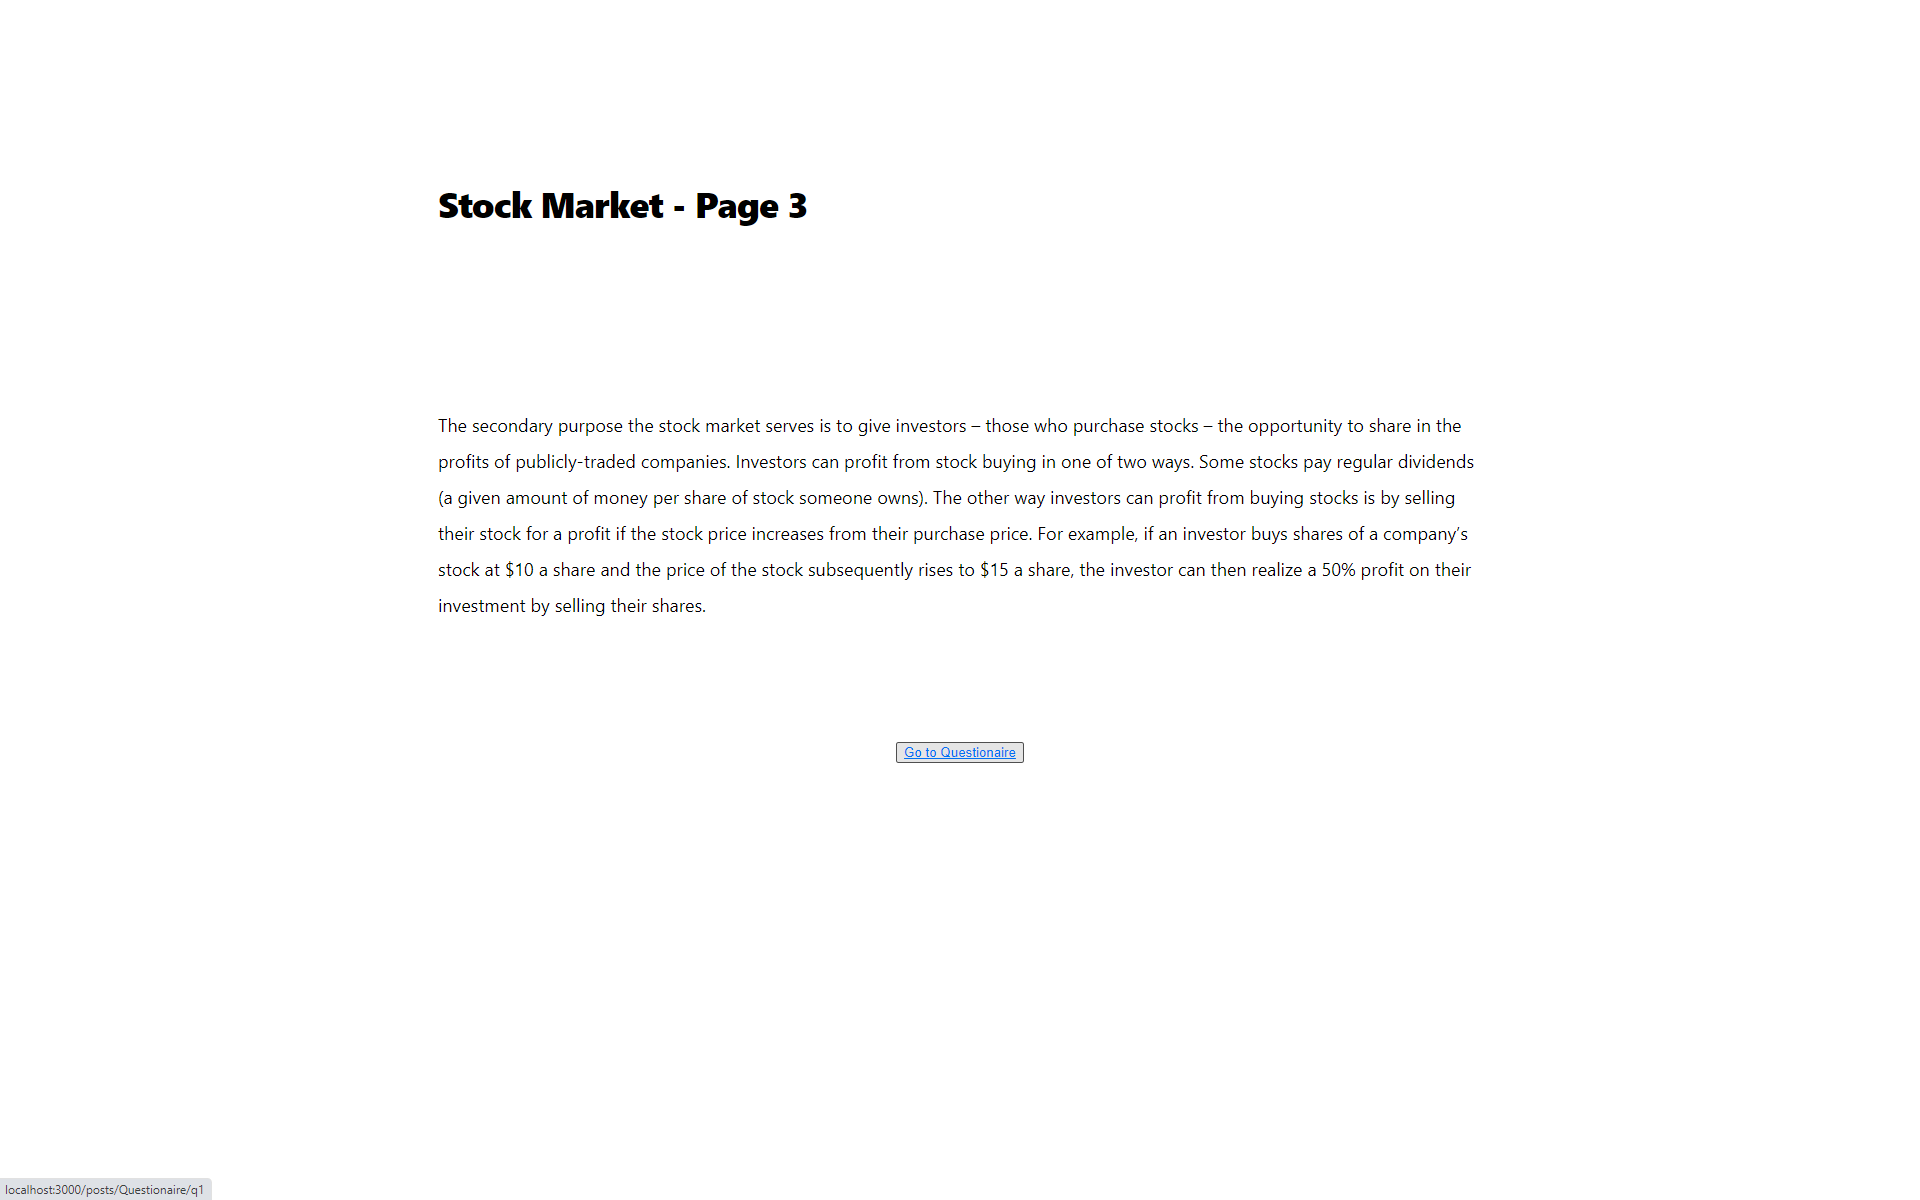 Stock Market - Page 3
The secondary purpose the stock market serves is to give investors – those who purchase stocks – the opportunity to share in the
profits of publicly-traded companies. Investors can profit from stock buying in one of two ways. Some stocks pay regular dividends
(a given amount of money per share of stock someone owns). The other way investors can profit from buying stocks is by selling
their stock for a profit if the stock price increases from their purchase price. For example, if an investor buys shares of a company’s
stock at $10 a share and the price of the stock subsequently rises to $15 a share, the investor can then realize a 50% profit on their
investment by selling their shares.
Go to Questionaire
localhost:3000/posts/Questionaire/q1